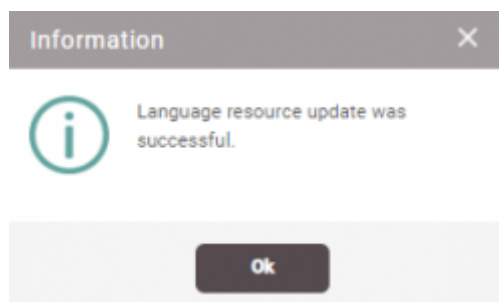 Information
Language resource update was
successful.
Ok